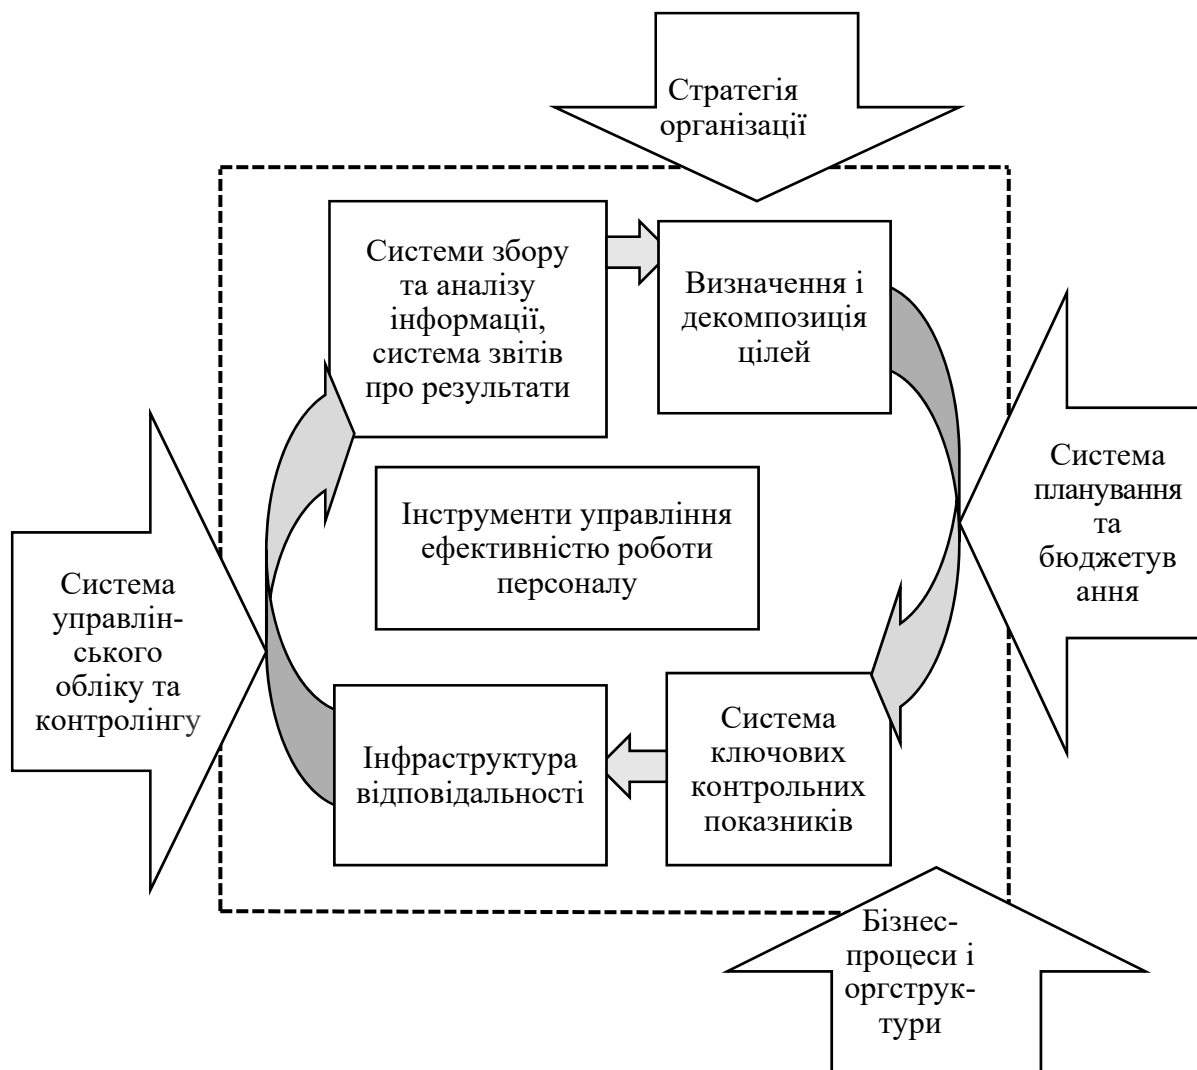 Стратегія
організації
Системи збору
та аналізу
інформації,
система звітів
про результати
Визначення і
декомпозиція
цілей
Система
планування
та
бюджетув
ання
Інструменти управління
ефективністю роботи
персоналу
Система
управлін-
ського
обліку та
контролінгу
Інфраструктура
відповідальності
Система
ключових
контрольних
показників
Бізнес-
процеси і
оргструк-
тури